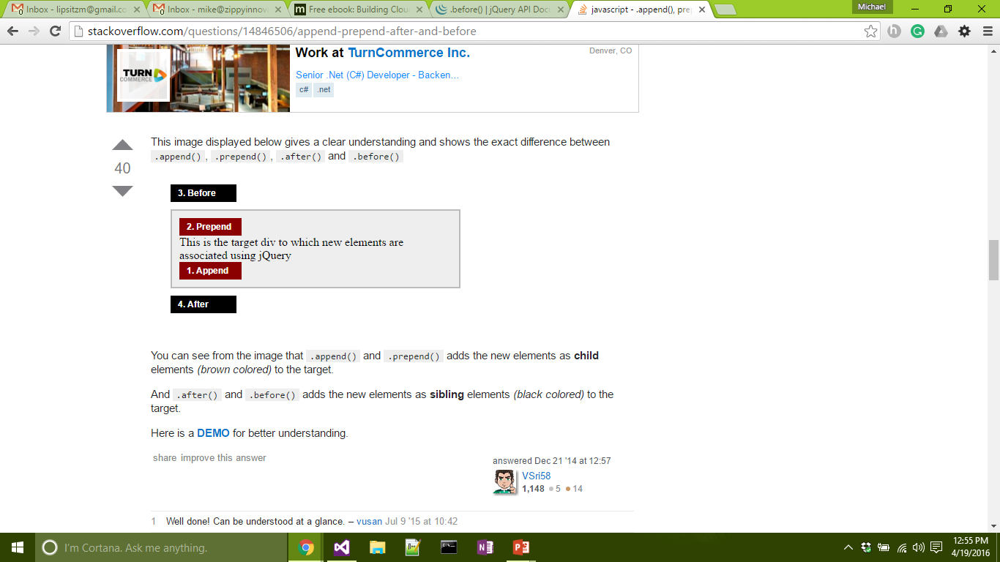 Inbox - lipsitzm@gmail.co
Inbox - mike@zippyinnov
Free ebook: Building Clou
.before() | jQuery API Docu
javascript - .append(), pre
Michael
stackoverflow.com/questions/14846506/append-prepend-after-and-before
TURN
COMMERCE
Work at TurnCommerce Inc.
Denver, CO
Senior .Net (C#) Developer - Backen…
c# .net
This image displayed below gives a clear understanding and shows the exact difference between
.append() , .prepend() , .after() and .before()
40
3. Before
2. Prepend
This is the target div to which new elements are
associated using jQuery
1. Append
4. After
You can see from the image that .append() and .prepend() adds the new elements as child
elements (brown colored) to the target.
And .after() and .before() adds the new elements as sibling elements (black colored) to the
target.
Here is a DEMO for better understanding.
share improve this answer
answered Dec 21 '14 at 12:57
VSri58
1,148 5 14
1 Well done! Can be understood at a glance. – vusan Jul 9 '15 at 10:42
I'm Cortana. Ask me anything.
12:55 PM
4/19/2016